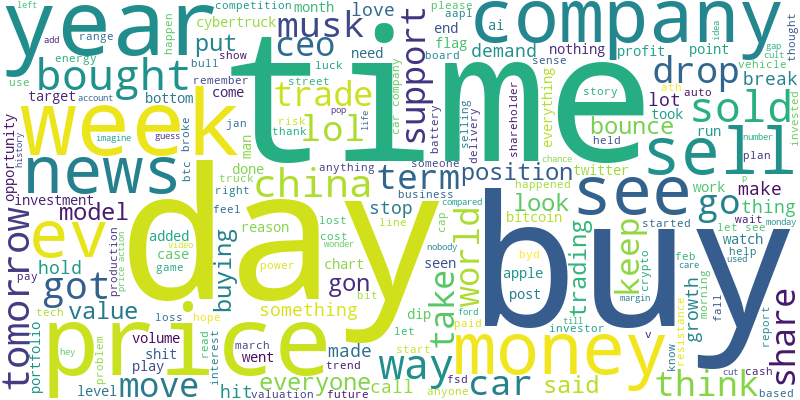 left
competition
please
aapl
ai
idea
gap
cult
thought
year
cybertruck
range
happen
musk
love
company
add
energy
show
put
ceo
need
end
flag
nothing
profit
point
vehicle
bought
time
support
demand
board
sense
use
bull
remember
luck
drop
break
target
bottom
come
street
trade
car company
story
ath
auto
everything
lot
took
sold
invested
week
account
jan
risk
thank
lol
battery
delivery
selling
shareholder
bounce
run
number
imagine
guess
pop
life
held
chance
plan
opportunity
history
news
btc
broke
man
done
anything
someone
term
position
twitter
sell
investment
truck
right
china
business
happened
see
go
work
make
p
model
feel
lost
cap
compared
look
bitcoin
started
thing
tomorrow
ev
added
case
game
video
reason
cost
wonder
stop
line
nobody
seen
world
keep
let see
wait
watch
monday
help
used
pay
hold
got
production
price action
buying
day
power
chart
buy
byd
trading
crypto
feb
care
value
something
gon
bit
apple
post
growth
morning
fall
share
portfolio
tech
loss
hope
dip
take
ford
paid
till
margin
resistance
report
hey
problem
price
volume
shit
play
read
interest
march
went
made
trend
let
start
way
money
investor
v
know
think
cut
cash
level
move
hit
valuation
everyone
future
call
fsd
anyone
car
said
based